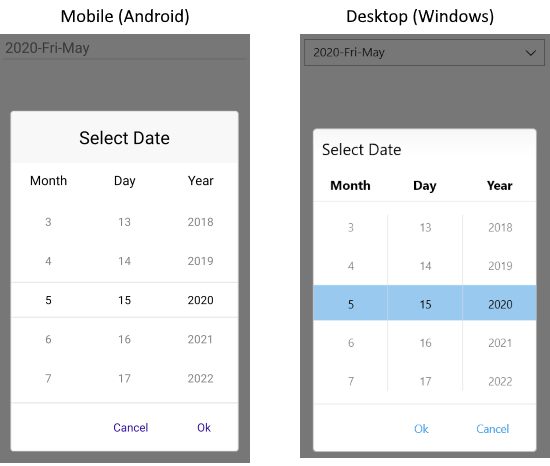 Mobile (Android)
2020-Fri-May
Select Date
Month Day Year
3 13 2018
4 14 2019
5 15 2020
6 16 2021
7 17 2022
Cancel Ok
Desktop (Windows)
2020-Fri-May
Select Date
Month Day Year
3 13 2018
4 14 2019
5 15 2020
6 16 2021
7 17 2022
Ok Cancel